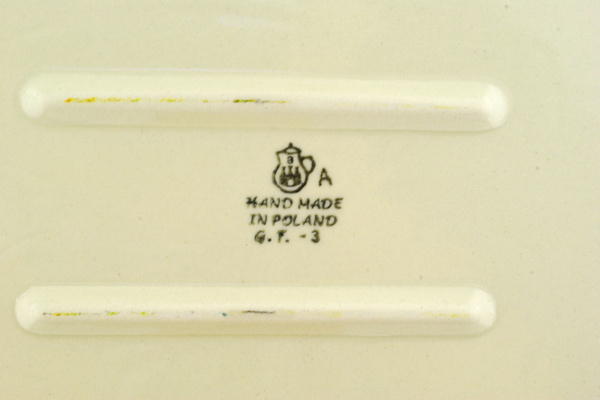 B
A
HAND MADE
IN POLAND
G.F. -3